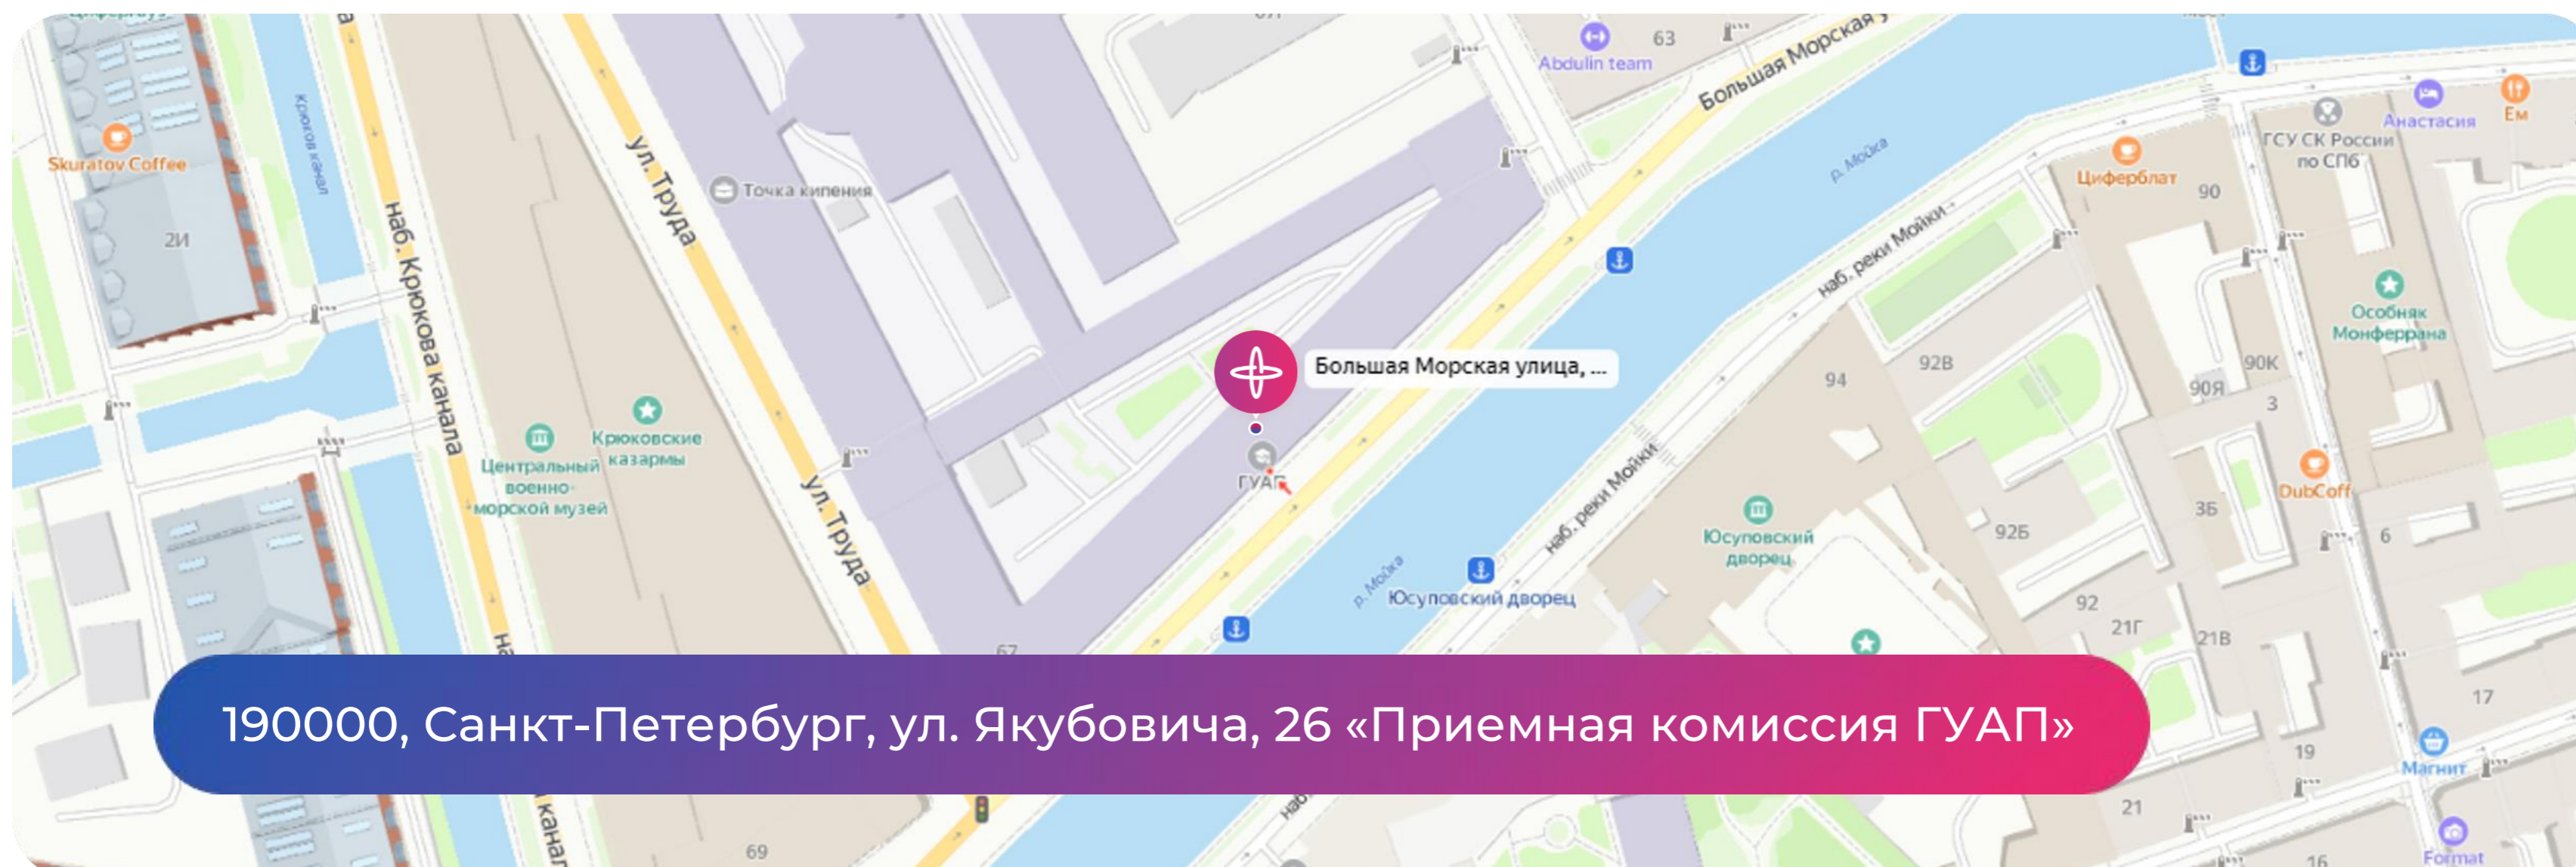 63
Abdulin team
Большая Морская у
Анастасия
Ем
ГСУ СК России
по СПб
Skuratov Coffee
Крюков канал
ул. Труда
Точка кипения
р. Мойка
Циферблат
90
2И
наб. Крюкова канала
наб. реки Мойки
Особняк
Монферрана
Большая Морская улица, ...
94
92В
90К
90Я
3
Крюковские
казармы
Центральный
военно-
морской музей
ул. Труда
ГУАП
наб. реки Мойки
Юсуповский
дворец
DubCoff
3Б
92Б
6
р. Мойка
Юсуповский дворец
92
21Г
21В
67
17
190000, Санкт-Петербург, ул. Якубовича, 26 «Приемная комиссия ГУАП»
19
Магнит
21
наб.
канал
69
16
Format